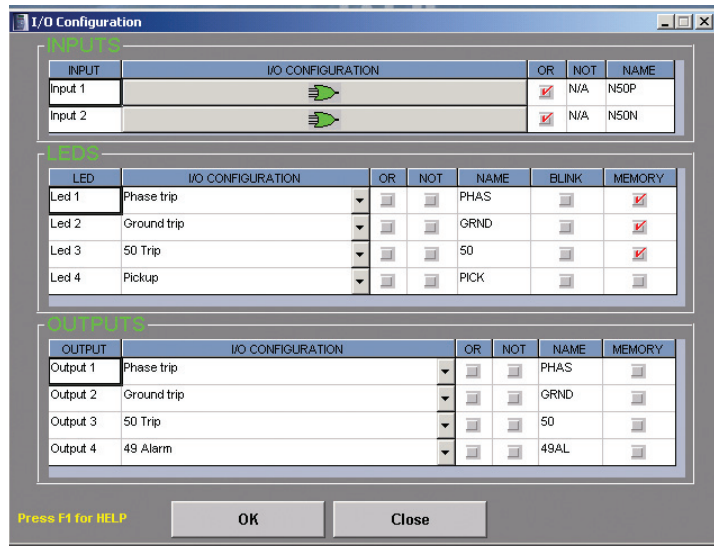 I/O Configuration
INPUTS
INPUT I/O CONFIGURATION OR NOT NAME
Input 1 N/A N50P
Input 2 N/A N50N
LEDS
LED I/O CONFIGURATION OR NOT NAME BLINK MEMORY
Led 1 Phase trip PHAS
Led 2 Ground trip GRND
Led 3 50 Trip 50
Led 4 Pickup PICK
OUTPUTS
OUTPUT I/O CONFIGURATION OR NOT NAME MEMORY
Output 1 Phase trip PHAS
Output 2 Ground trip GRND
Output 3 50 Trip 50
Output 4 49 Alarm 49AL
Press F1 for HELP OK Close